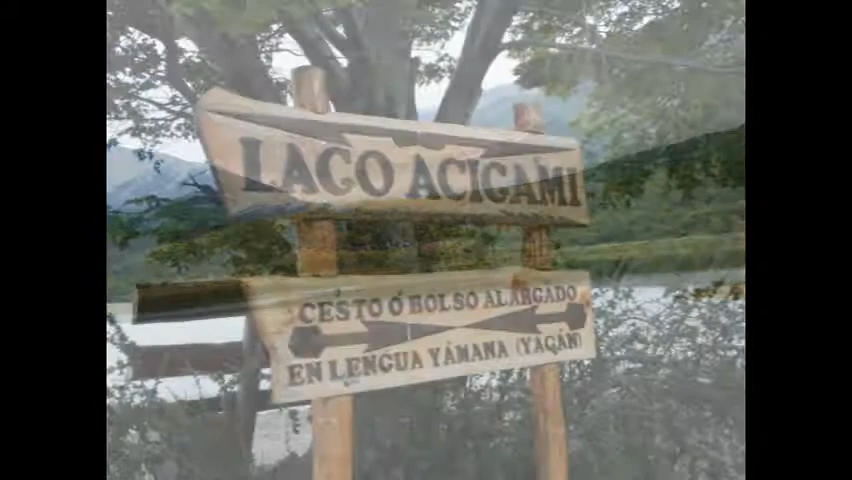 LAGO ACIGAMI
CESTO Ó BOLSO ALARGADO
EN LENGUA YÁMANA (YAGÁN)